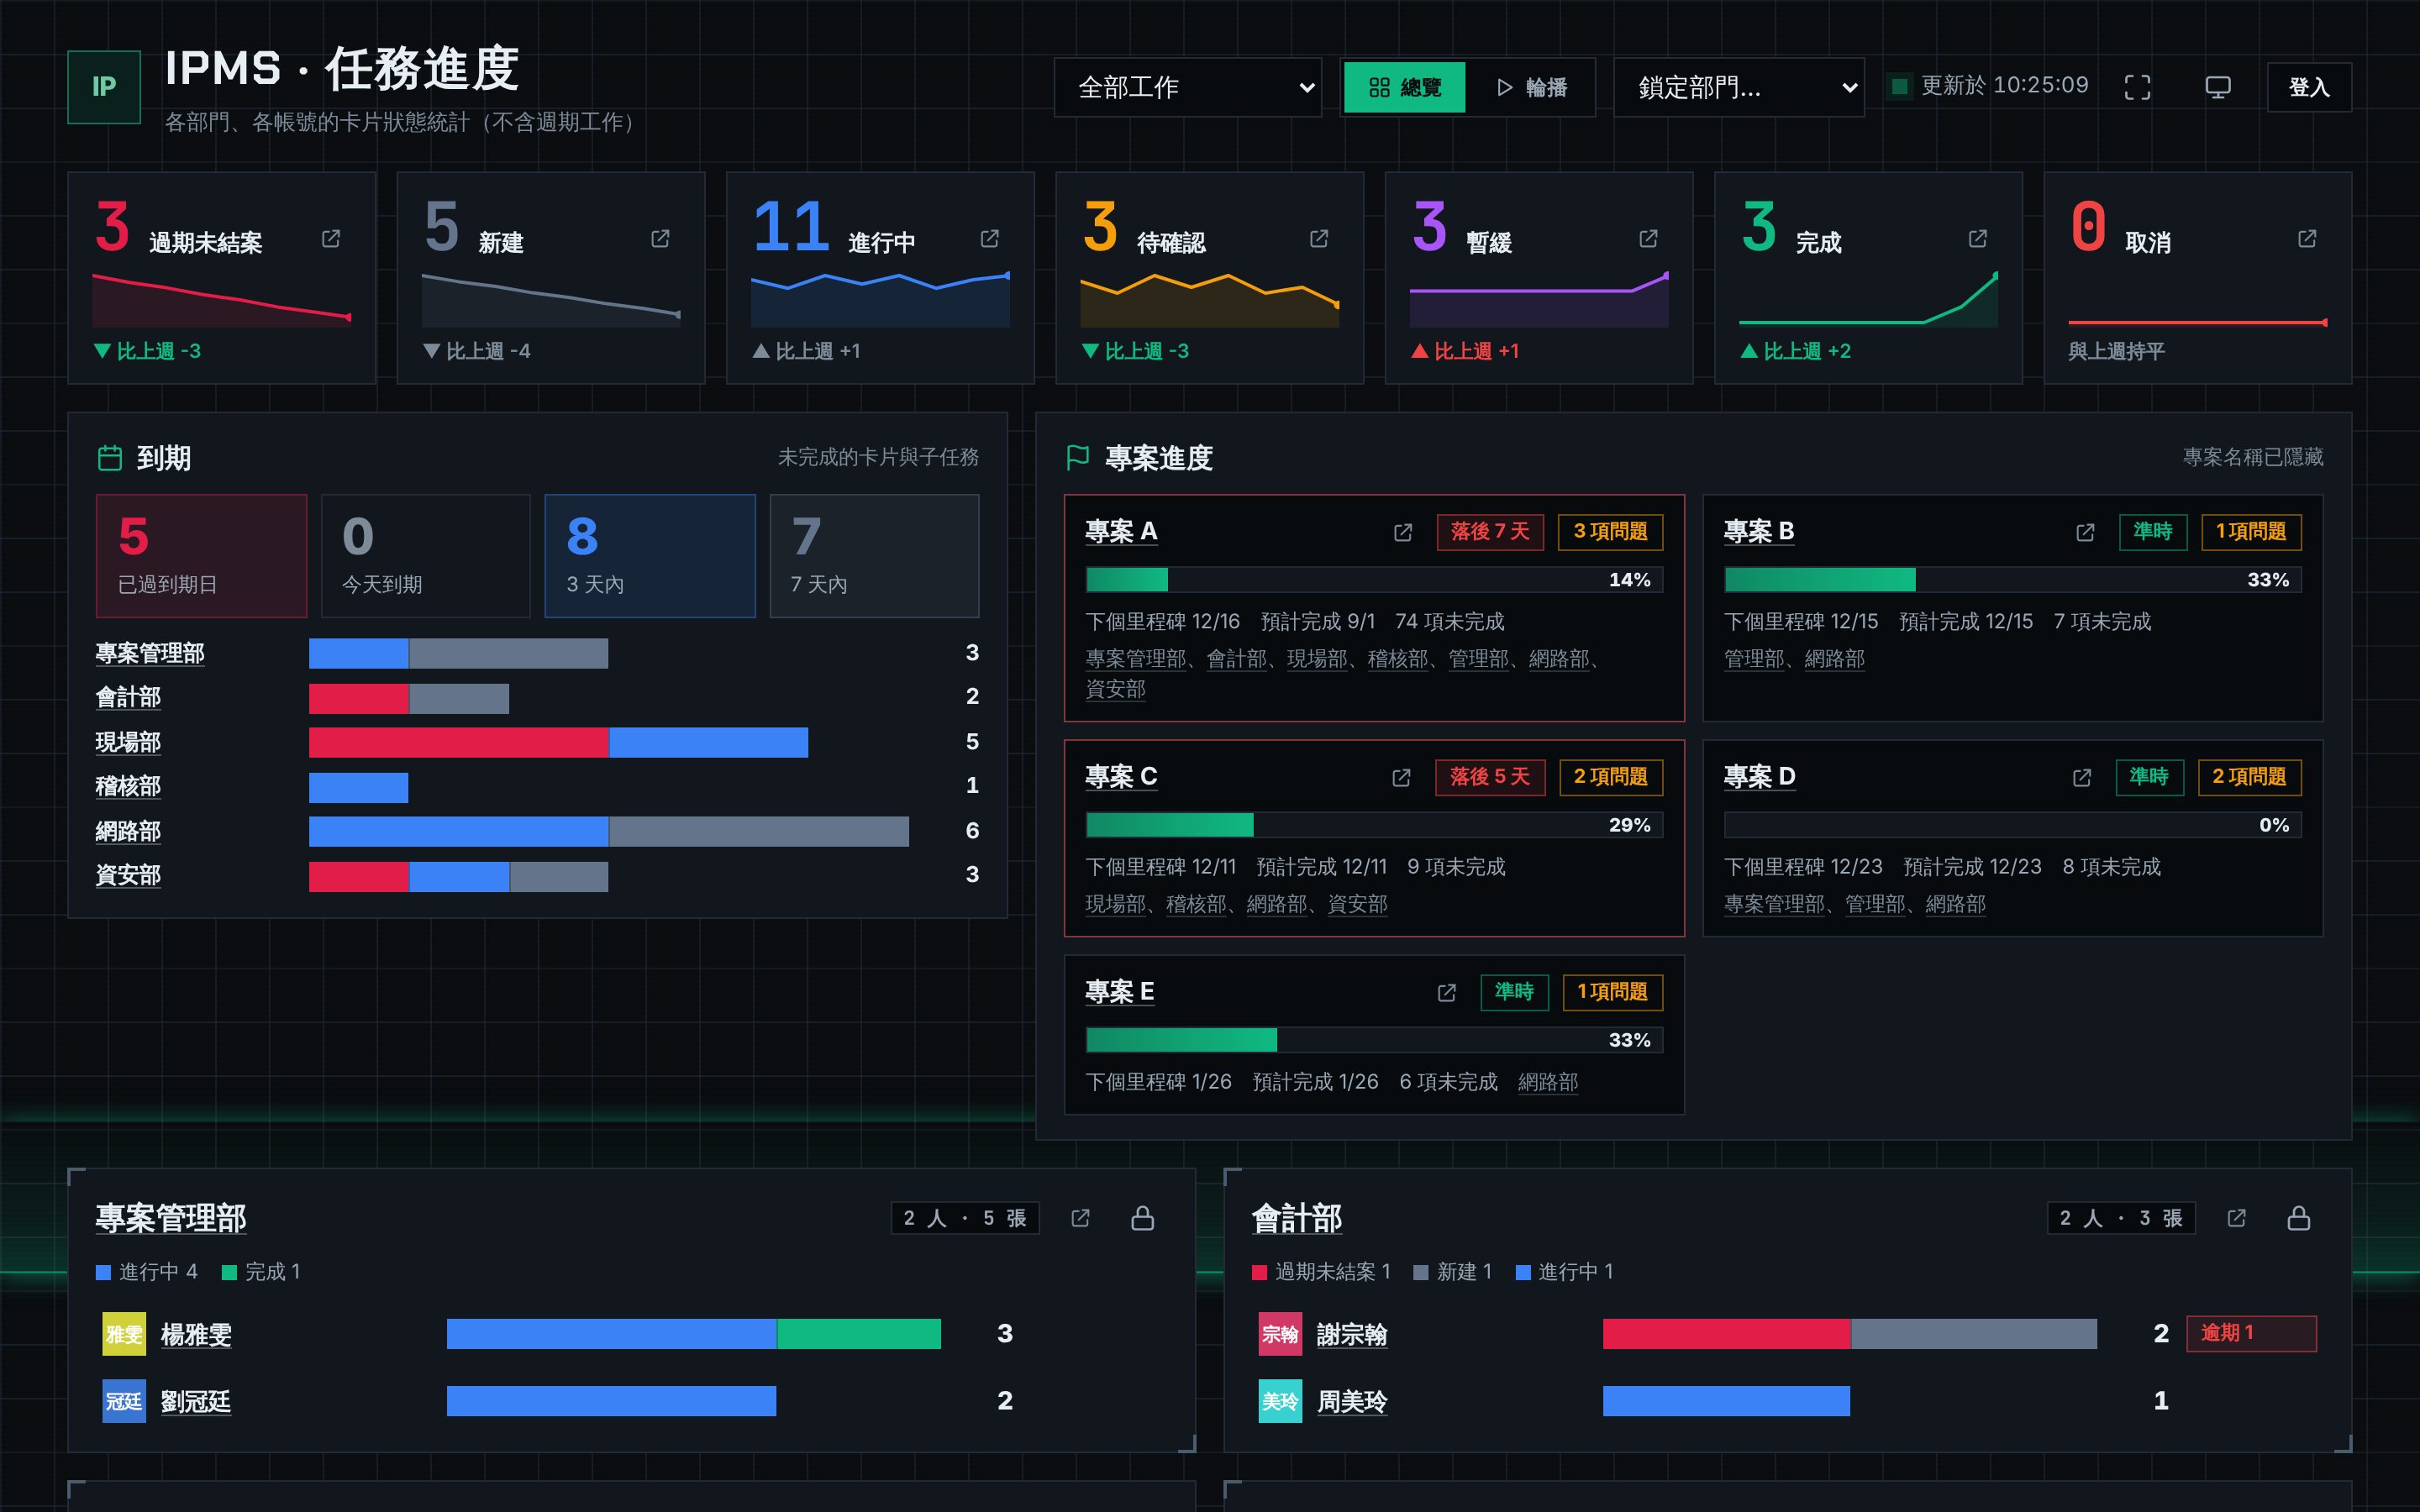 IP
IPMS · 任務進度
各部門、各帳號的卡片狀態統計（不含週期工作）
全部工作
總覽
輪播
鎖定部門...
更新於 10:25:09
登入
3 過期未結案
比上週 -3
5 新建
比上週 -4
11 進行中
比上週 +1
3 待確認
比上週 -3
3 暫緩
比上週 +1
3 完成
比上週 +2
0 取消
與上週持平
到期
未完成的卡片與子任務
5
已過到期日
0
今天到期
8
3 天內
7
7 天內
專案管理部 3
會計部 2
現場部 5
稽核部 1
網路部 6
資安部 3
專案進度
專案名稱已隱藏
專案 A 落後 7 天 3 項問題
14%
下個里程碑 12/16 預計完成 9/1 74 項未完成
專案管理部、會計部、現場部、稽核部、管理部、網路部、
資安部
專案 B 準時 1 項問題
33%
下個里程碑 12/15 預計完成 12/15 7 項未完成
管理部、網路部
專案 C 落後 5 天 2 項問題
29%
下個里程碑 12/11 預計完成 12/11 9 項未完成
現場部、稽核部、網路部、資安部
專案 D 準時 2 項問題
0%
下個里程碑 12/23 預計完成 12/23 8 項未完成
專案管理部、管理部、網路部
專案 E 準時 1 項問題
33%
下個里程碑 1/26 預計完成 1/26 6 項未完成 網路部
專案管理部 2 人 · 5 張
進行中 4 完成 1
雅雯 楊雅雯 3
冠廷 劉冠廷 2
會計部 2 人 · 3 張
過期未結案 1 新建 1 進行中 1
宗翰 謝宗翰 2 逾期 1
美玲 周美玲 1